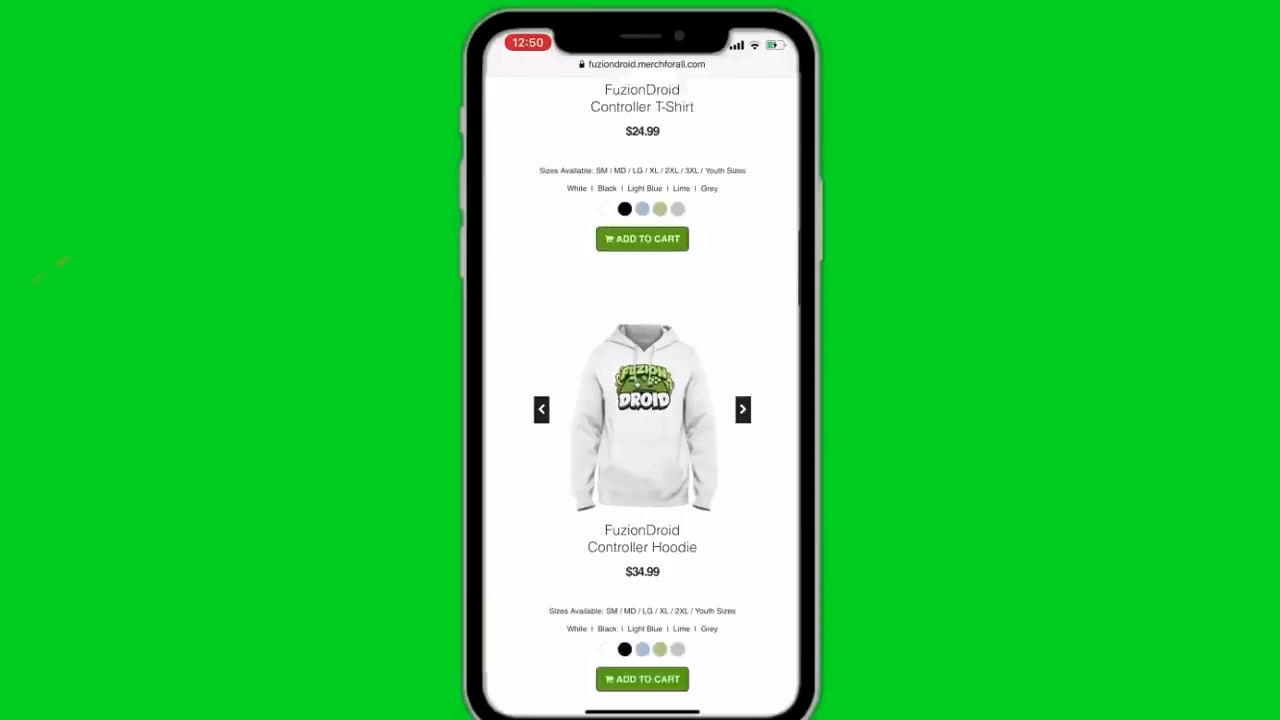 12:50
fuziondroid.merchforall.com
FuzionDroid
Controller T-Shirt
$24.99
Sizes Available: SM / MD / LG / XL / 2XL / 3XL / Youth Sizes
White | Black | Light Blue | Lime | Grey
ADD TO CART
FUZION
DROID
FuzionDroid
Controller Hoodie
$34.99
Sizes Available: SM / MD / LG / XL / 2XL / Youth Sizes
White | Black | Light Blue | Lime | Grey
ADD TO CART